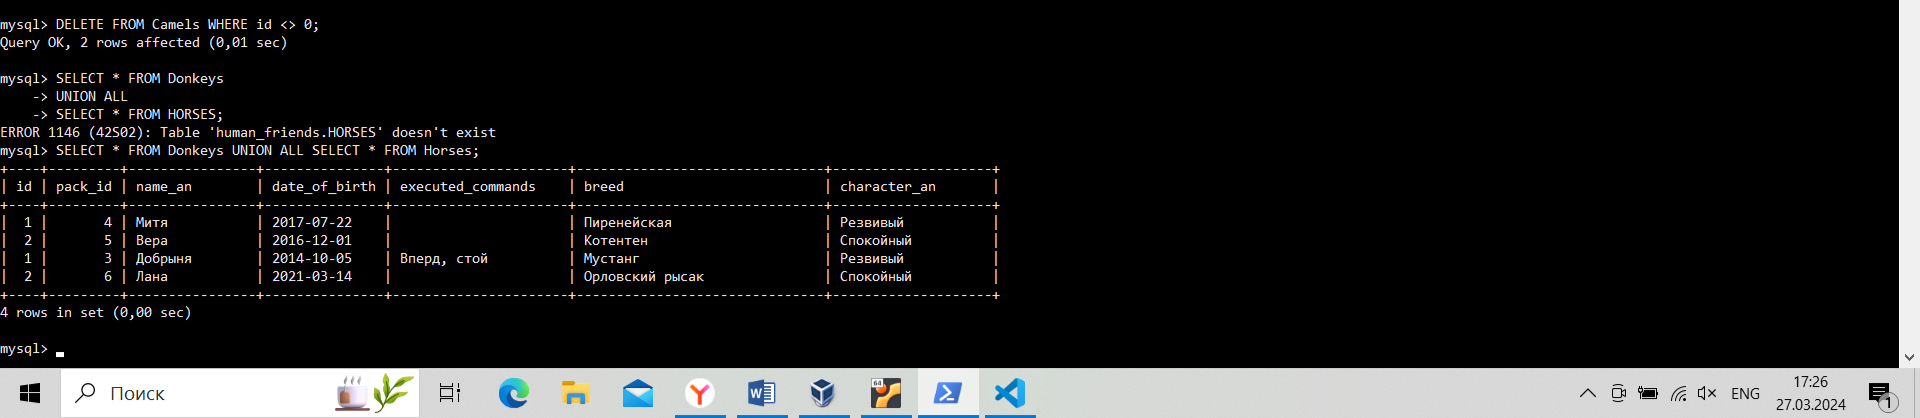 mysql> DELETE FROM Camels WHERE id <> 0;
Query OK, 2 rows affected (0,01 sec)
mysql> SELECT * FROM Donkeys
    -> UNION ALL
    -> SELECT * FROM HORSES;
ERROR 1146 (42S02): Table 'human_friends.HORSES' doesn't exist
mysql> SELECT * FROM Donkeys UNION ALL SELECT * FROM Horses;
+----+---------+----------------+---------------+----------------------+-------------------------------+--------------------+
| id | pack_id | name_an        | date_of_birth | executed_commands    | breed                         | character_an       |
+----+---------+----------------+---------------+----------------------+-------------------------------+--------------------+
|  1 |       4 | Митя           | 2017-07-22    |                      | Пиренейская                   | Резвивый           |
|  2 |       5 | Вера           | 2016-12-01    |                      | Котентен                      | Спокойный          |
|  1 |       3 | Добрыня        | 2014-10-05    | Вперд, стой          | Мустанг                       | Резвивый           |
|  2 |       6 | Лана           | 2021-03-14    |                      | Орловский рысак               | Спокойный          |
+----+---------+----------------+---------------+----------------------+-------------------------------+--------------------+
4 rows in set (0,00 sec)
mysql>
Поиск
64
ENG
17:26
27.03.2024
1